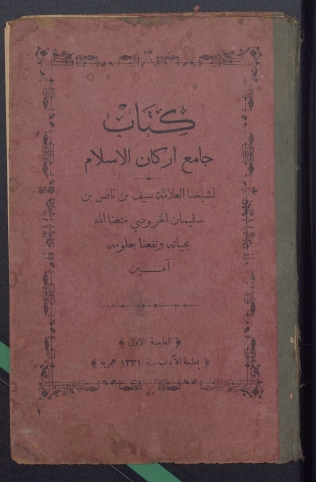 كتاب
جامع أركان الاسلام
لشيخنا العلامة سيف بن ناصر بن
سليمان الخروصي متعنا الله
بحياته ونفعنا بعلومه
آمـــين
﴿ الطبعة الاولى ﴾
﴿ بمطبعة الآداب سنة ١٣٣١ هجرية ﴾